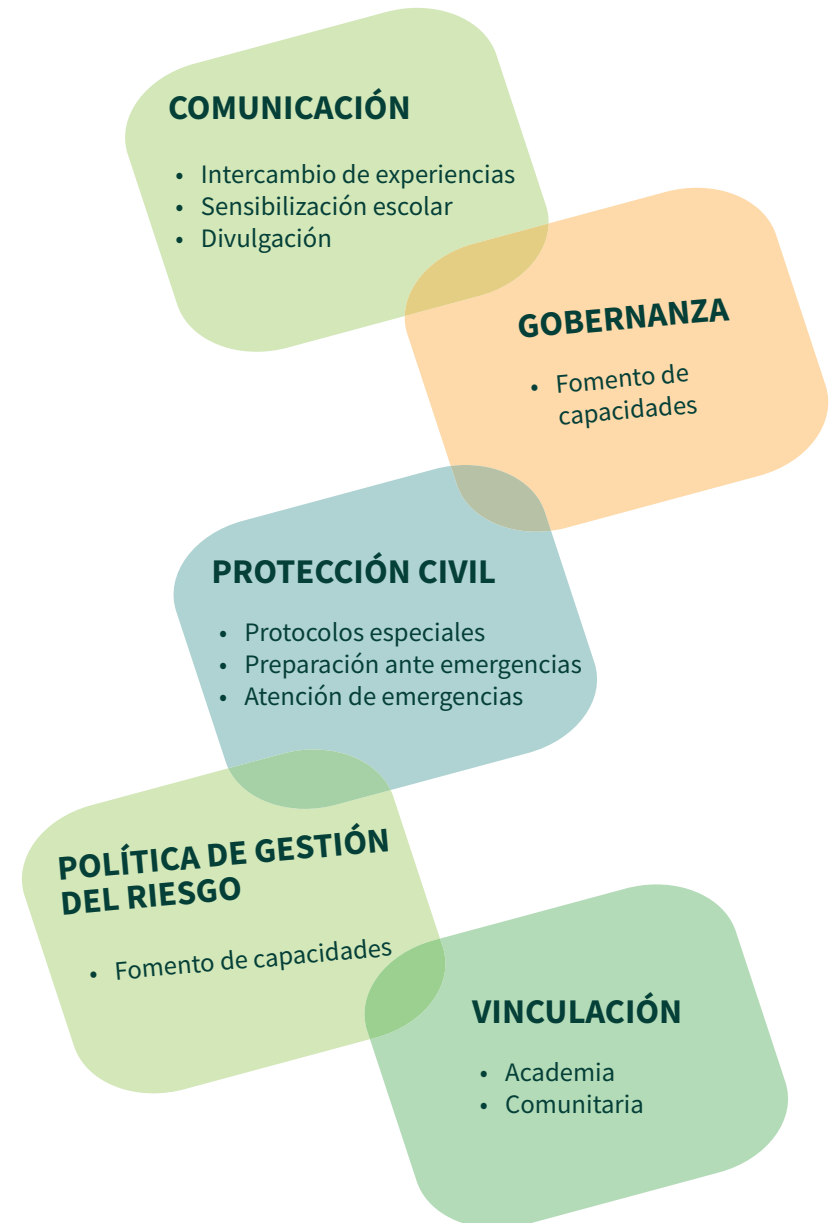 COMUNICACIÓN
• Intercambio de experiencias
• Sensibilización escolar
• Divulgación
GOBERNANZA
• Fomento de
capacidades
PROTECCIÓN CIVIL
• Protocolos especiales
• Preparación ante emergencias
• Atención de emergencias
POLÍTICA DE GESTIÓN
DEL RIESGO
• Fomento de capacidades
VINCULACIÓN
• Academia
• Comunitaria